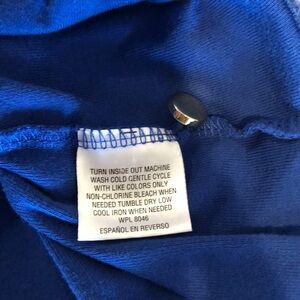 TURN INSIDE OUT MACHINE
WASH COLD GENTLE CYCLE
WITH LIKE COLORS ONLY
NON-CHLORINE BLEACH WHEN
NEEDED TUMBLE DRY LOW
COOL IRON WHEN NEEDED
WPL 8046
ESPAÑOL EN REVERSO